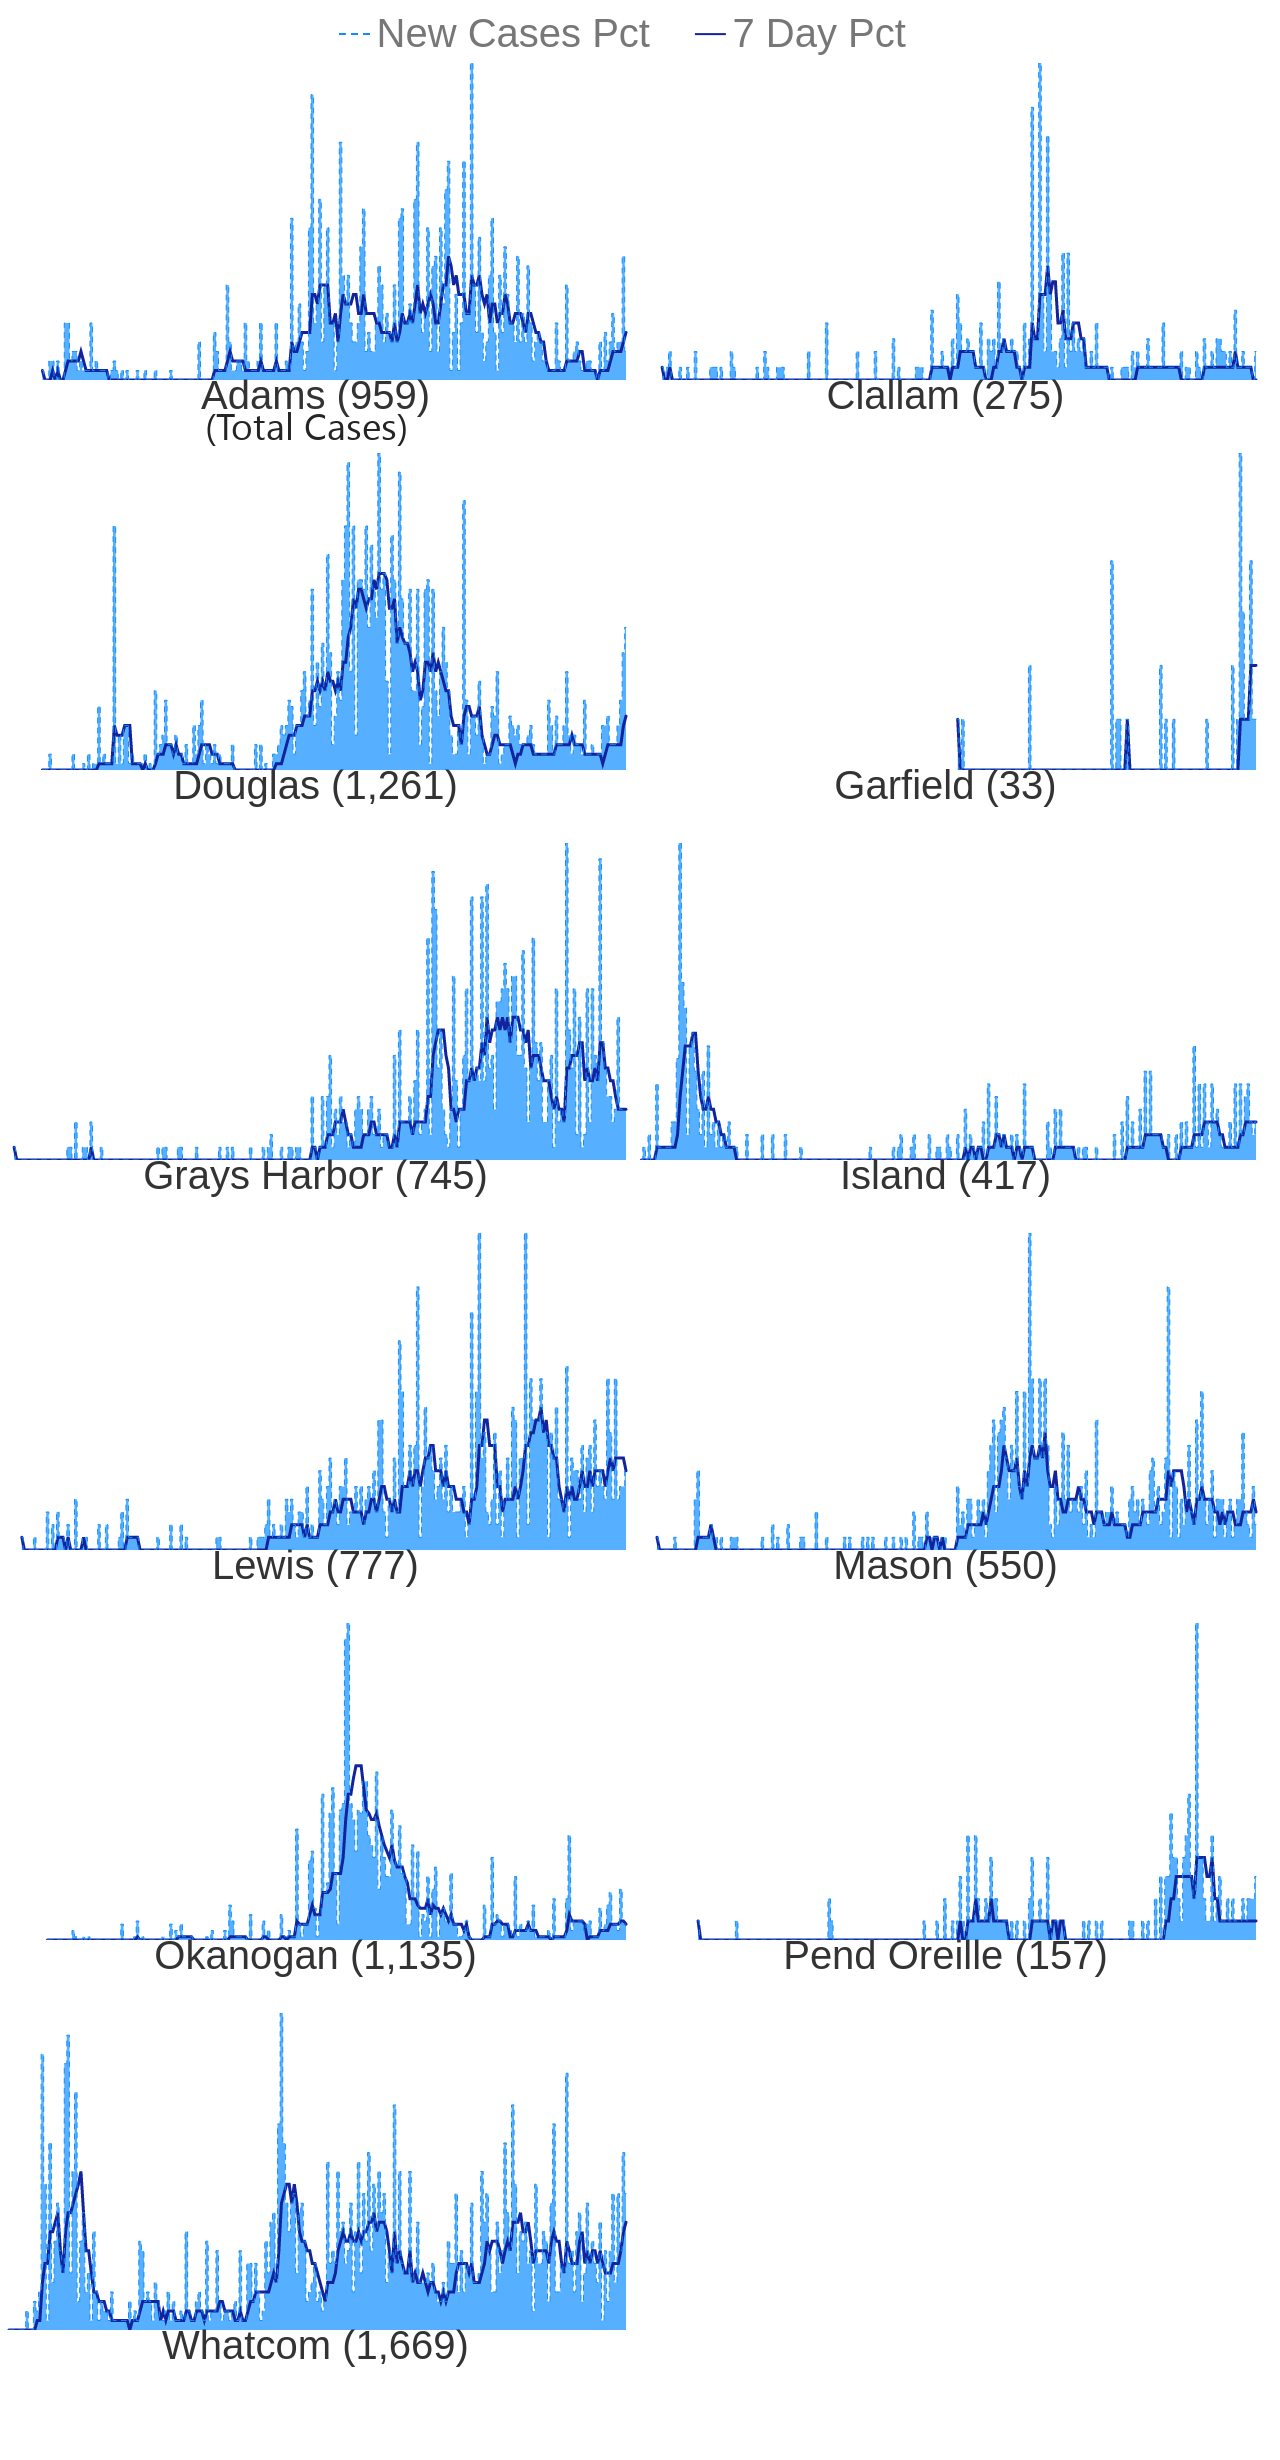 New Cases Pct 7 Day Pct
Adams (959) Clallam (275)
(Total Cases)
Douglas (1,261) Garfield (33)
Grays Harbor (745) Island (417)
Lewis (777) Mason (550)
Okanogan (1,135) Pend Oreille (157)
Whatcom (1,669)